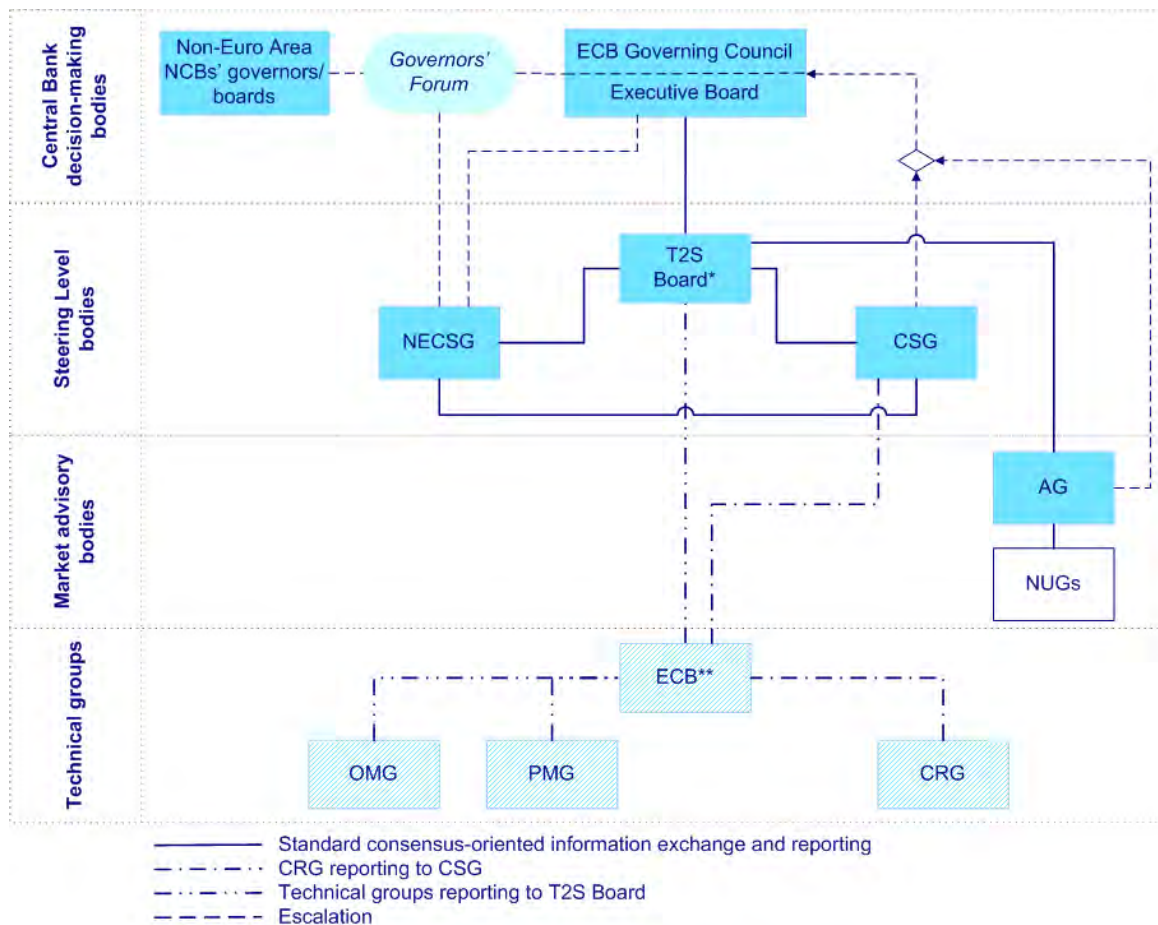 Central Bank
decision-making
bodies
Non-Euro Area
NCBs’ governors/
boards
Governors’
Forum
ECB Governing Council
Executive Board
Steering Level
bodies
T2S
Board*
NECSG
CSG
Market advisory
bodies
AG
NUGs
Technical groups
ECB**
OMG
PMG
CRG
Standard consensus-oriented information exchange and reporting
CRG reporting to CSG
Technical groups reporting to T2S Board
Escalation